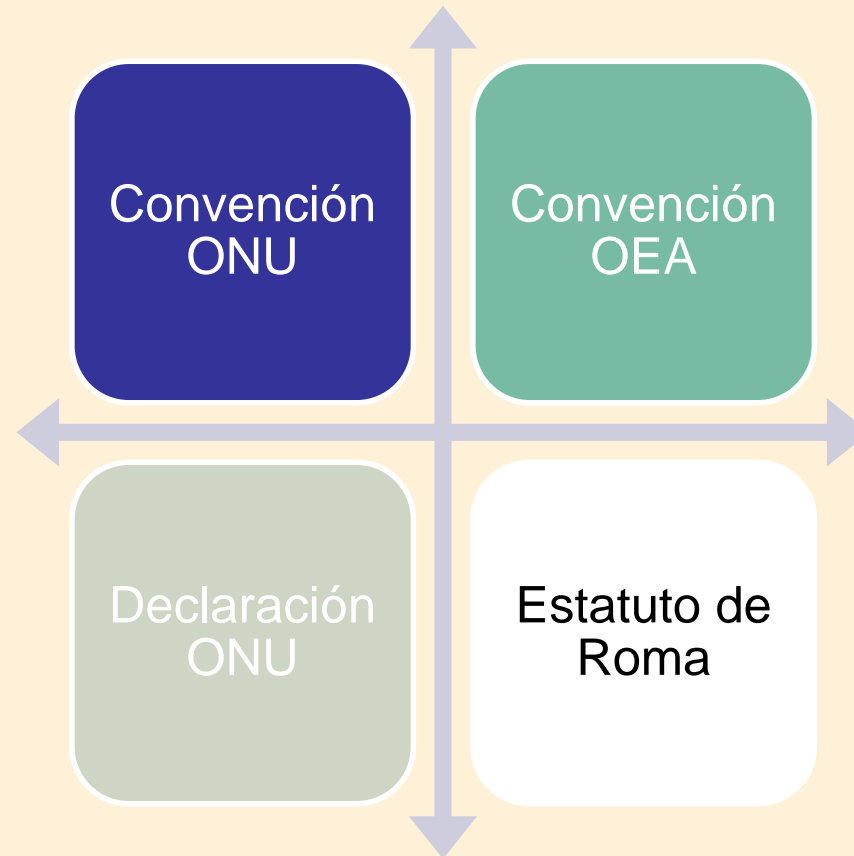 Convención
ONU
Convención
OEA
Declaración
ONU
Estatuto de
Roma